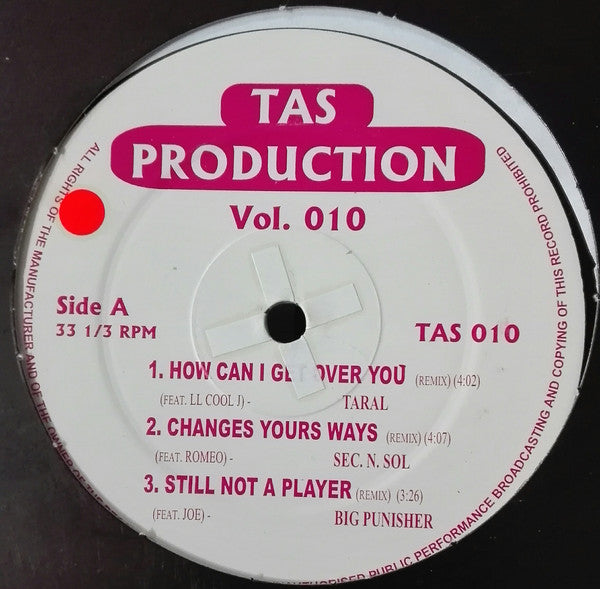 TAS
PRODUCTION
Vol. 010
Side A
33 1/3 RPM
TAS 010
1. HOW CAN I GET OVER YOU (REMIX) (4:02)
(FEAT. LL COOL J) - TARAL
2. CHANGES YOURS WAYS (REMIX) (4:07)
(FEAT. ROMEO) - SEC. N. SOL
3. STILL NOT A PLAYER (REMIX) (3:26)
(FEAT. JOE) - BIG PUNISHER
ALL RIGHTS OF THE MANUFACTURER AND OF THE OWNER OF THE
PUBLIC PERFORMANCE BROADCASTING AND COPYING OF THIS RECORD PROHIBITED